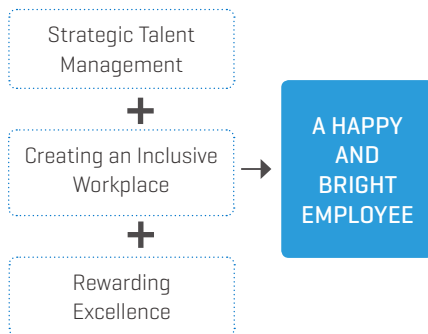 Strategic Talent
Management
+
Creating an Inclusive
Workplace
+
Rewarding
Excellence
A HAPPY
AND
BRIGHT
EMPLOYEE